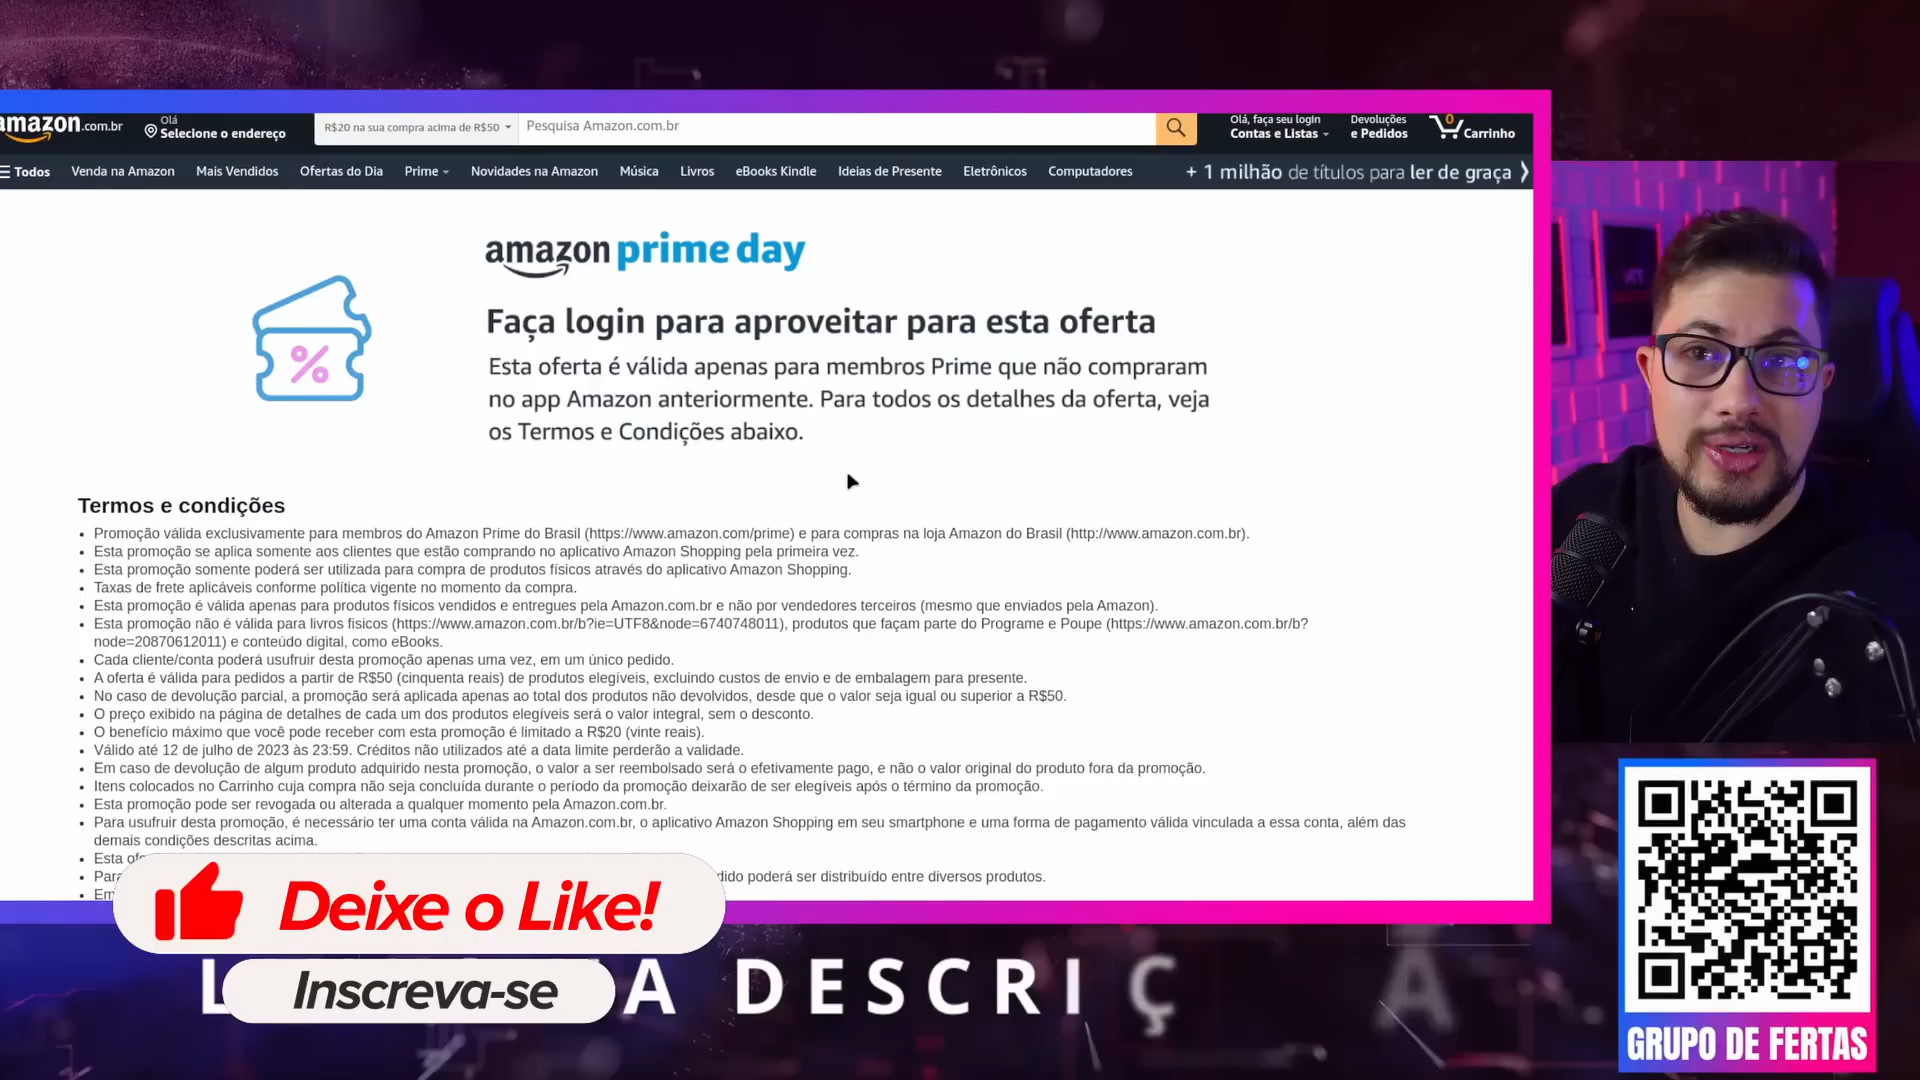 amazon.com.br
Olá
Selecione o endereço
R$20 na sua compra acima de R$50
Pesquisa Amazon.com.br
Olá, faça seu login
Contas e Listas
Devoluções
e Pedidos
0
Carrinho
Todos
Venda na Amazon
Mais Vendidos
Ofertas do Dia
Prime
Novidades na Amazon
Música
Livros
eBooks Kindle
Ideias de Presente
Eletrônicos
Computadores
+ 1 milhão de títulos para ler de graça
amazon prime day
%
Faça login para aproveitar para esta oferta
Esta oferta é válida apenas para membros Prime que não compraram
no app Amazon anteriormente. Para todos os detalhes da oferta, veja
os Termos e Condições abaixo.
Termos e condições
Promoção válida exclusivamente para membros do Amazon Prime do Brasil (https://www.amazon.com/prime) e para compras na loja Amazon do Brasil (http://www.amazon.com.br).
Esta promoção se aplica somente aos clientes que estão comprando no aplicativo Amazon Shopping pela primeira vez.
Esta promoção somente poderá ser utilizada para compra de produtos físicos através do aplicativo Amazon Shopping.
Taxas de frete aplicáveis conforme política vigente no momento da compra.
Esta promoção é válida apenas para produtos físicos vendidos e entregues pela Amazon.com.br e não por vendedores terceiros (mesmo que enviados pela Amazon).
Esta promoção não é válida para livros fisicos (https://www.amazon.com.br/b?ie=UTF8&node=6740748011), produtos que façam parte do Programe e Poupe (https://www.amazon.com.br/b?
node=20870612011) e conteúdo digital, como eBooks.
Cada cliente/conta poderá usufruir desta promoção apenas uma vez, em um único pedido.
A oferta é válida para pedidos a partir de R$50 (cinquenta reais) de produtos elegíveis, excluindo custos de envio e de embalagem para presente.
No caso de devolução parcial, a promoção será aplicada apenas ao total dos produtos não devolvidos, desde que o valor seja igual ou superior a R$50.
O preço exibido na página de detalhes de cada um dos produtos elegíveis será o valor integral, sem o desconto.
O benefício máximo que você pode receber com esta promoção é limitado a R$20 (vinte reais).
Válido até 12 de julho de 2023 às 23:59. Créditos não utilizados até a data limite perderão a validade.
Em caso de devolução de algum produto adquirido nesta promoção, o valor a ser reembolsado será o efetivamente pago, e não o valor original do produto fora da promoção.
Itens colocados no Carrinho cuja compra não seja concluída durante o período da promoção deixarão de ser elegíveis após o término da promoção.
Esta promoção pode ser revogada ou alterada a qualquer momento pela Amazon.com.br.
Para usufruir desta promoção, é necessário ter uma conta válida na Amazon.com.br, o aplicativo Amazon Shopping em seu smartphone e uma forma de pagamento válida vinculada a essa conta, além das
demais condições descritas acima.
Esta
poderá ser distribuído entre diversos produtos.
Deixe o Like!
Inscreva-se
A DESCRIÇÃ
GRUPO DE FERTAS